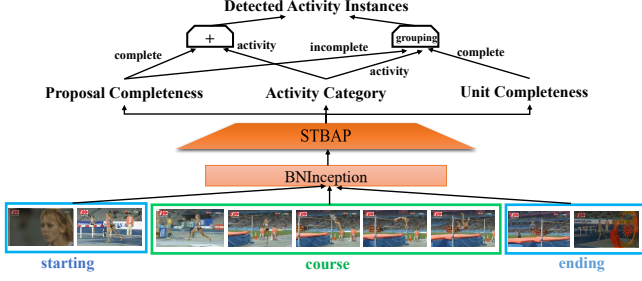 Detected Activity Instances
+
grouping
complete
activity
incomplete
activity
complete
Proposal Completeness
Activity Category
Unit Completeness
STBAP
BNInception
starting
course
ending